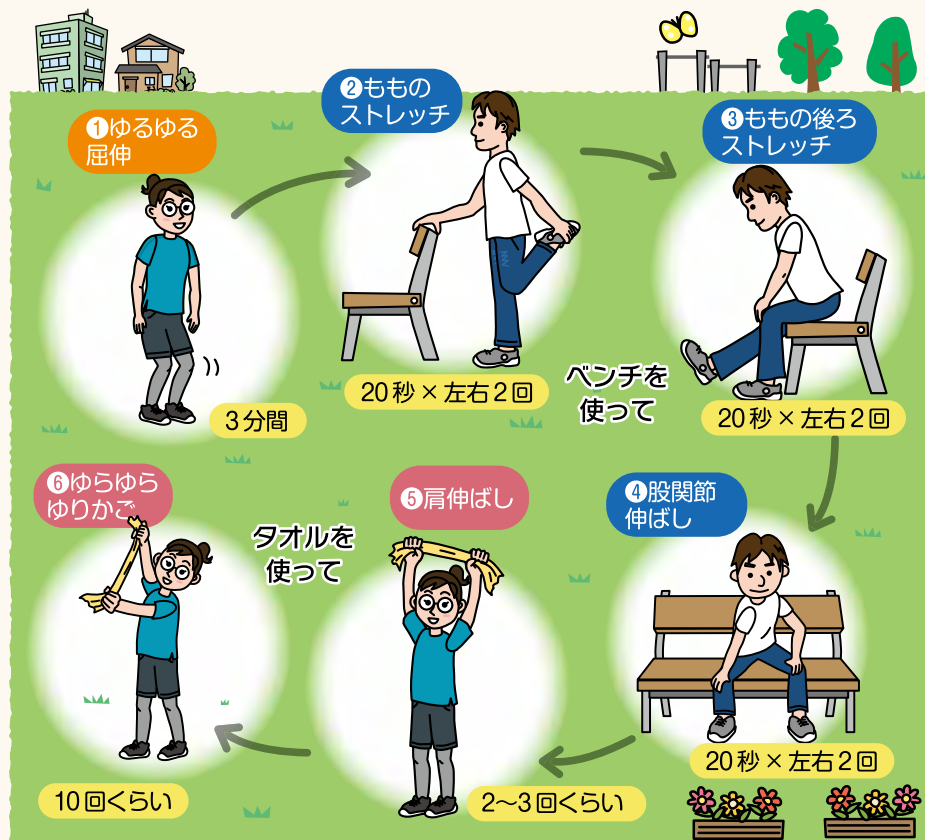 ❶ゆるゆる
屈伸
3分間
❷ももの
ストレッチ
20秒×左右2回
❸ももの後ろ
ストレッチ
20秒×左右2回
ベンチを
使って
❹股関節
伸ばし
20秒×左右2回
❺肩伸ばし
2〜3回くらい
タオルを
使って
❻ゆらゆら
ゆりかご
10回くらい